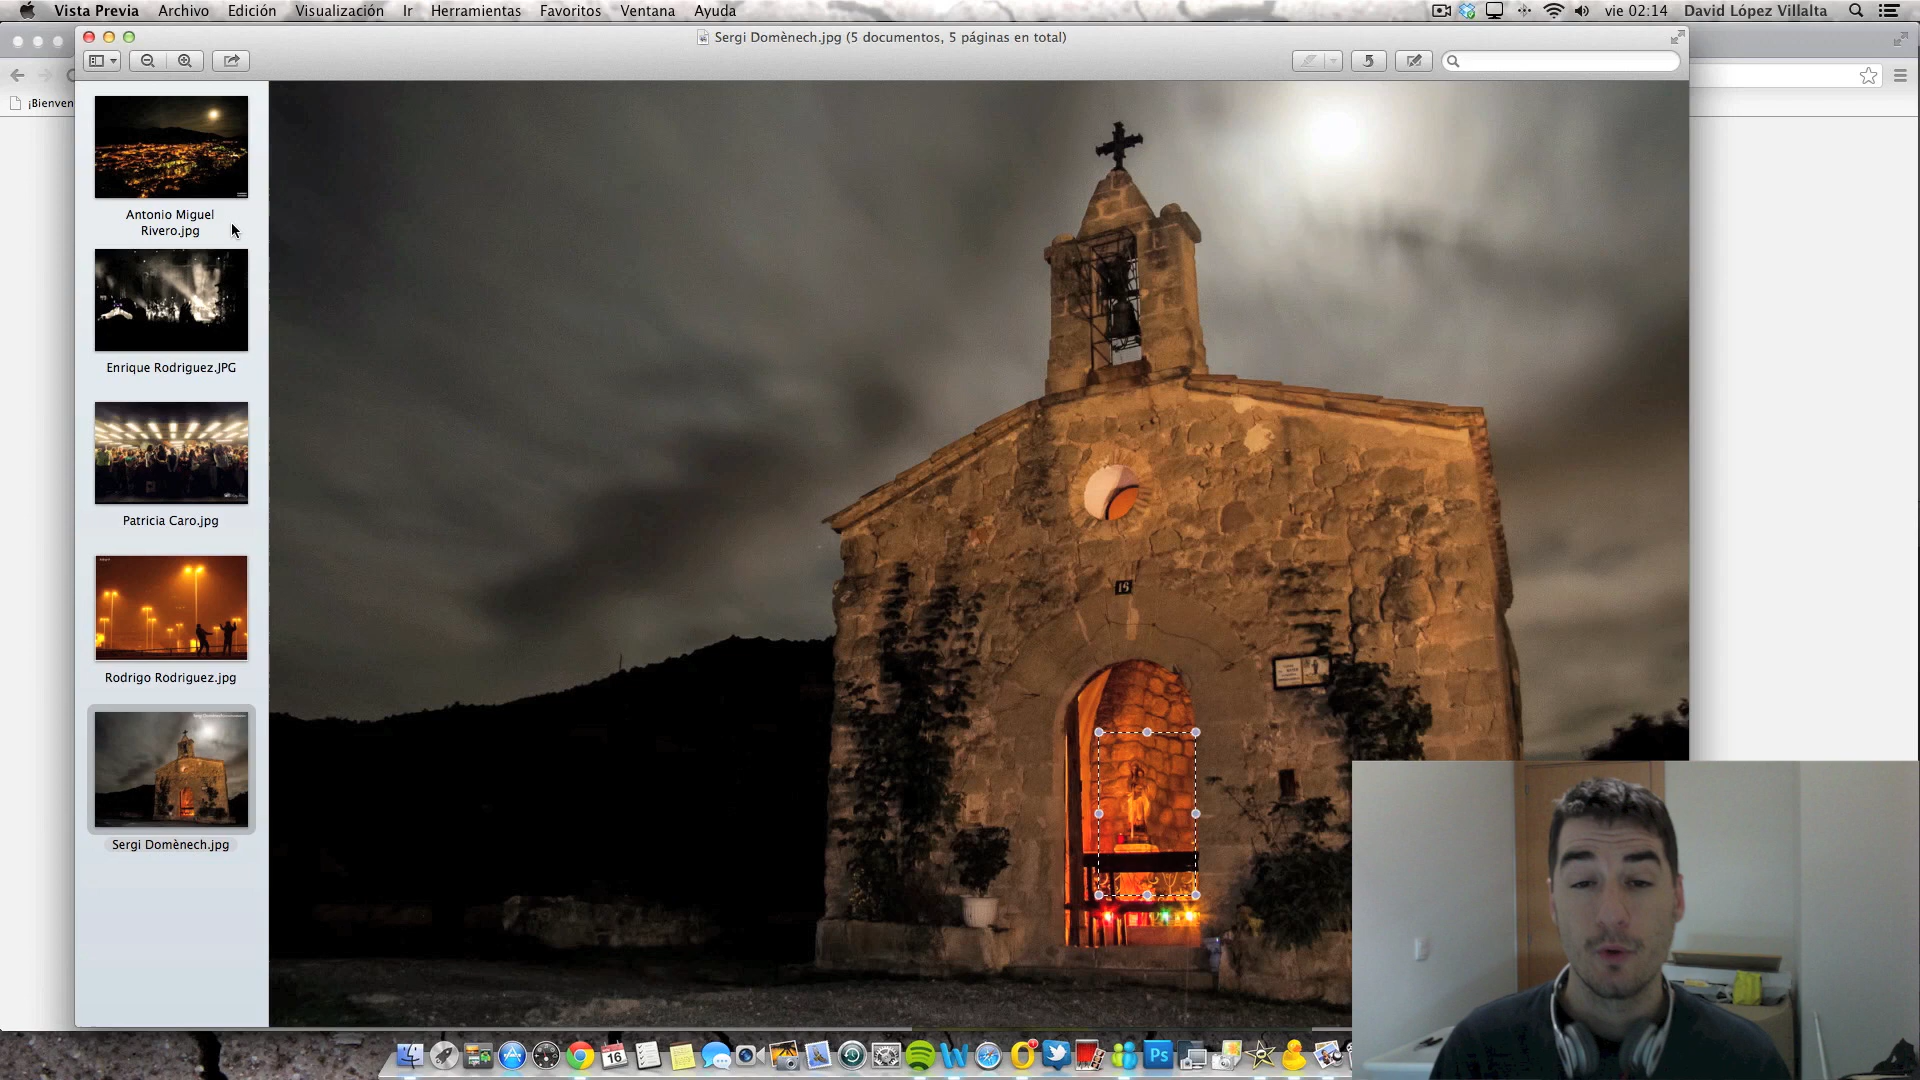 Vista Previa Archivo Edición Visualización Ir Herramientas Favoritos Ventana Ayuda vie 02:14 David López Villalta
Sergi Domènech.jpg (5 documentos, 5 páginas en total)
¡Bienven
Antonio Miguel
Rivero.jpg
Enrique Rodriguez.JPG
Patricia Caro.jpg
Rodrigo Rodriguez.jpg
Sergi Domènech.jpg
16
16
Ps